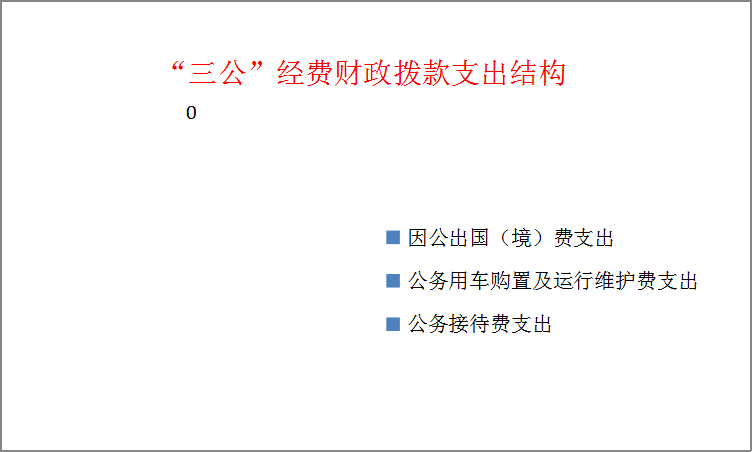 “三公”经费财政拨款支出结构
0
因公出国（境）费支出
公务用车购置及运行维护费支出
公务接待费支出